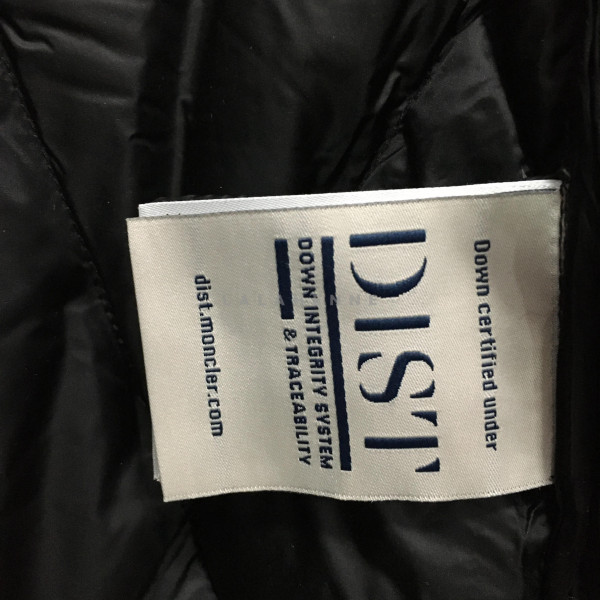 Down certified under
DIST
DOWN INTEGRITY SYSTEM
& TRACEABILITY
dist.moncler.com